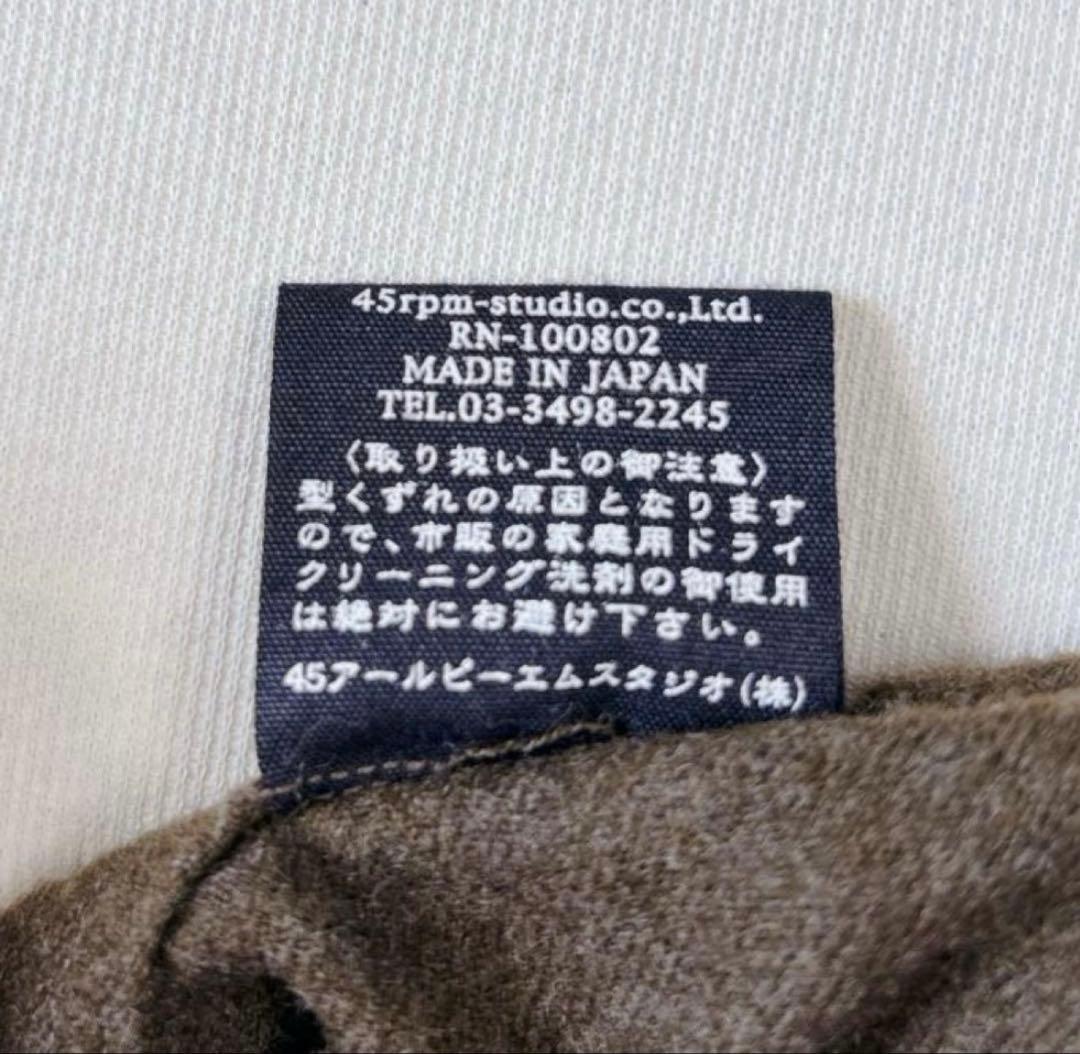 45rpm-studio.co.,Ltd.
RN-100802
MADE IN JAPAN
TEL.03-3498-2245
〈取り扱い上の御注意〉
型くずれの原因となります
ので、市販の家庭用ドライ
クリーニング洗剤の御使用
は絶対にお避け下さい。
45アールピーエムスタジオ(株)